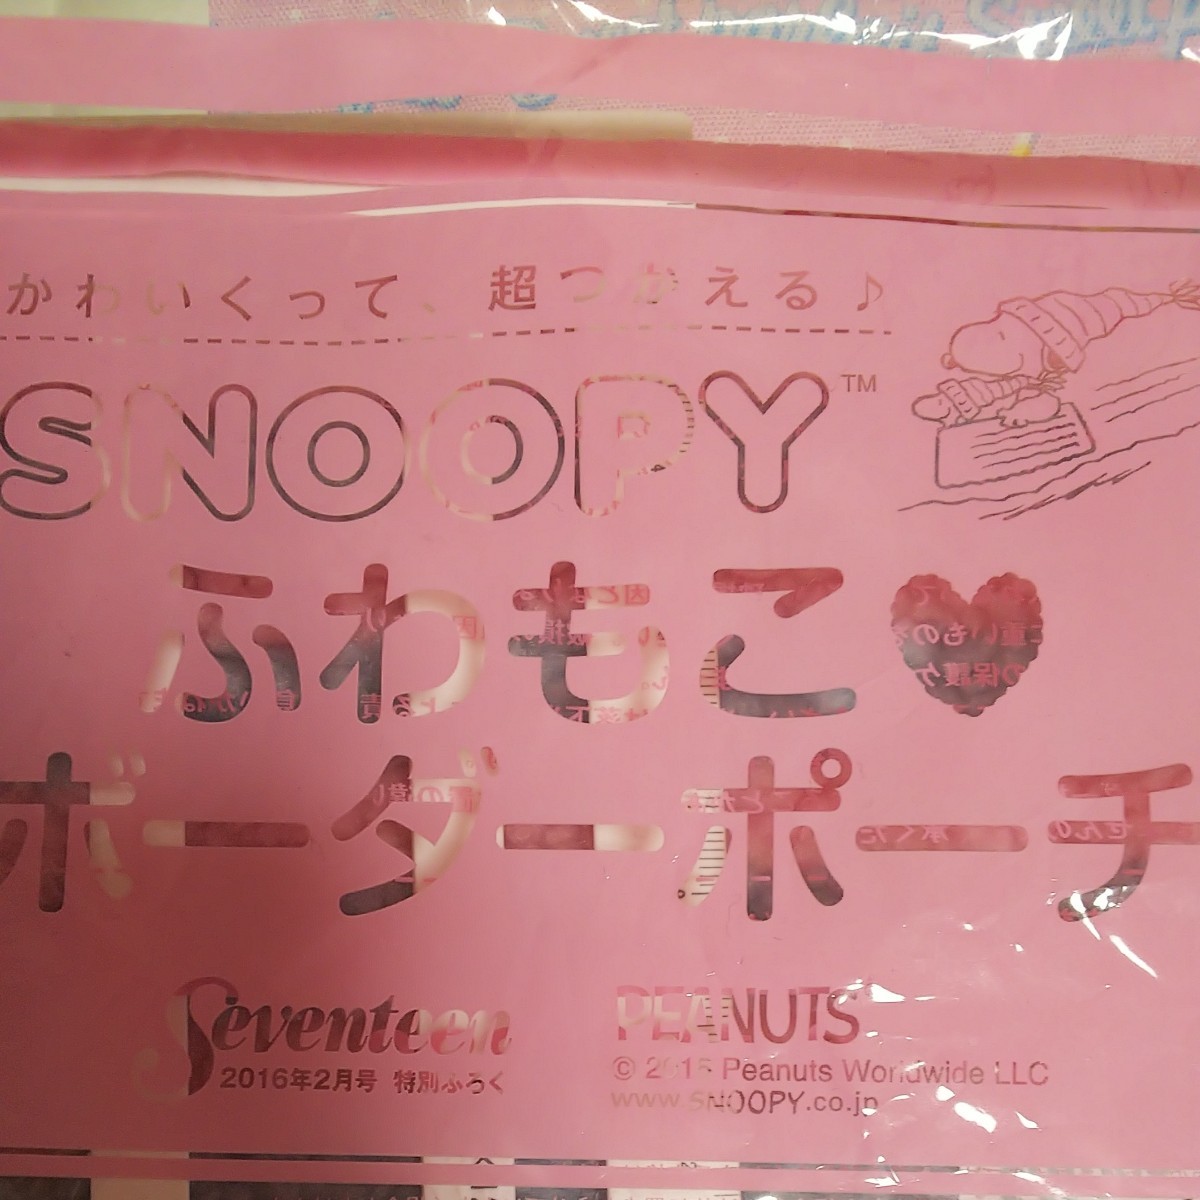 かわいくって、超つかえる♪
SNOOPY™
ふわもこ♥
ボーダーポーチ
Seventeen
2016年2月号 特別ふろく
PEANUTS
© 2015 Peanuts Worldwide LLC
www.SNOOPY.co.jp